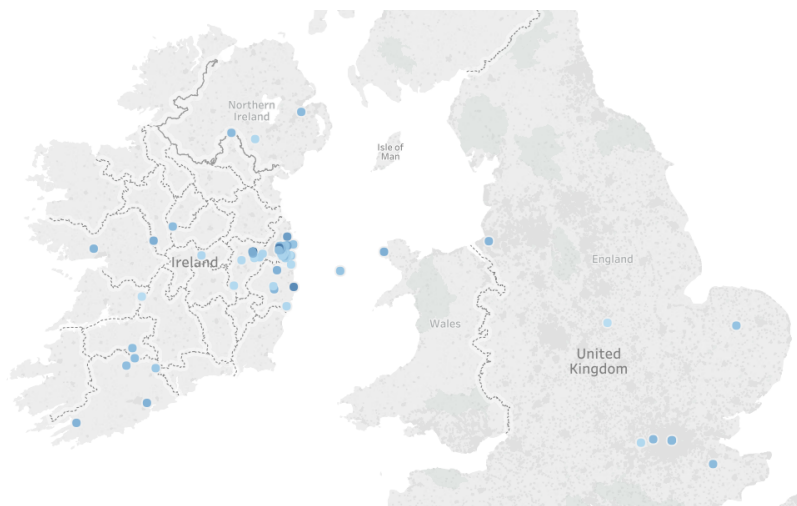 Northern
Ireland
Isle of
Man
Ireland
England
Wales
United
Kingdom